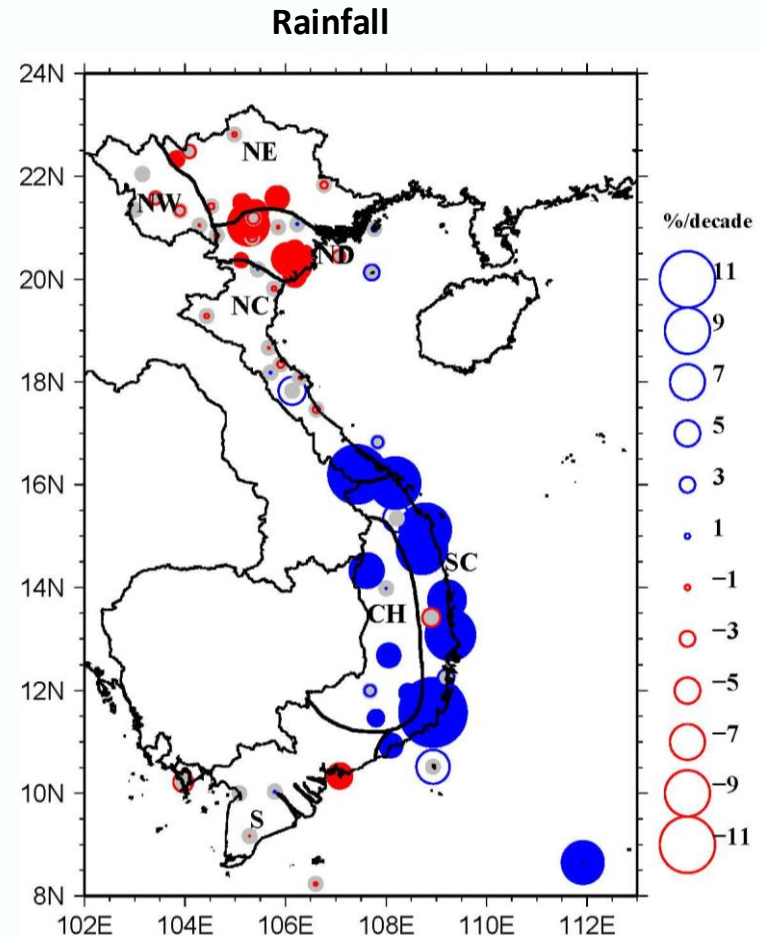 Rainfall
24N
22N
20N
18N
16N
14N
12N
10N
8N
102E 104E 106E 108E 110E 112E
NE
NW
ND
NC
SC
CH
S
%/decade
11
9
7
5
3
1
−1
−3
−5
−7
−9
−11